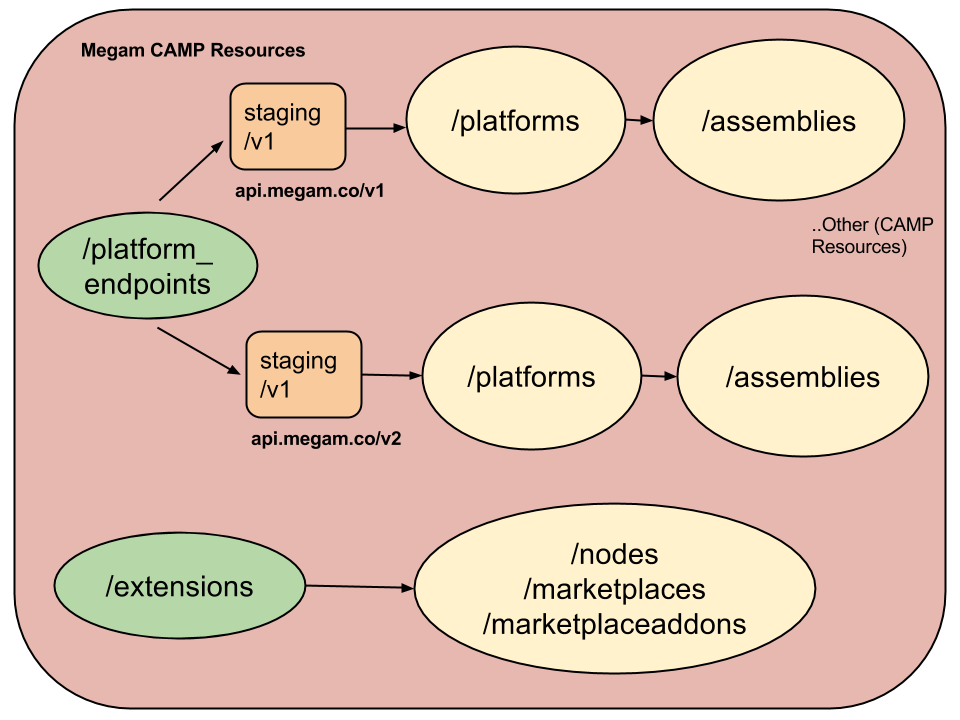 Megam CAMP Resources
staging
/v1
api.megam.co/v1
/platforms
/assemblies
..Other (CAMP
Resources)
/platform_
endpoints
staging
/v1
api.megam.co/v2
/platforms
/assemblies
/extensions
/nodes
/marketplaces
/marketplaceaddons